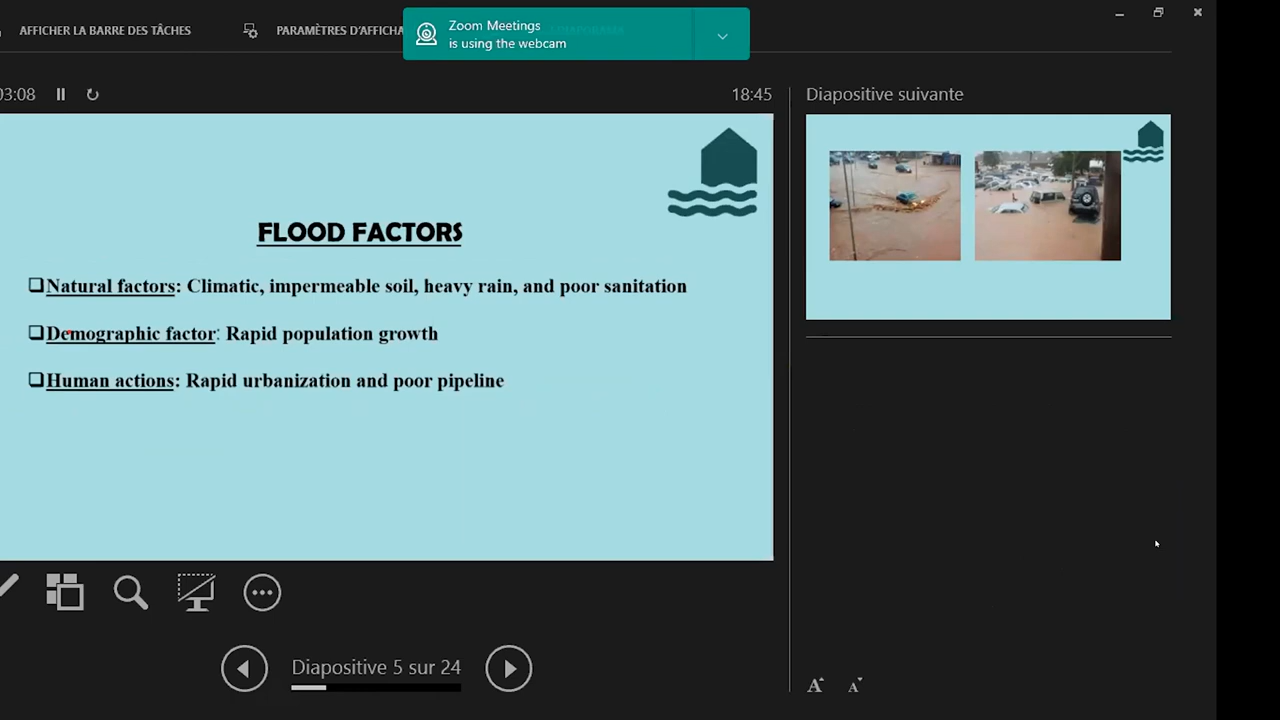 AFFICHER LA BARRE DES TÂCHES
PARAMÈTRES D'AFFICHA
Zoom Meetings
is using the webcam
03:08
18:45
Diapositive suivante
FLOOD FACTORS
❑Natural factors: Climatic, impermeable soil, heavy rain, and poor sanitation
❑Demographic factor: Rapid population growth
❑Human actions: Rapid urbanization and poor pipeline
Diapositive 5 sur 24
A A